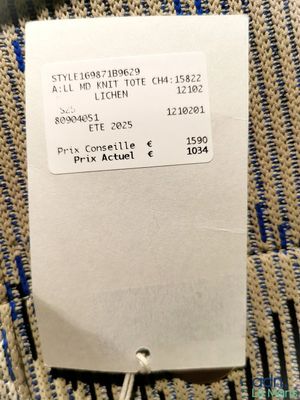 STYLE169871B9629
A:LL MD KNIT TOTE CH4:15822
LICHEN 12102
S25
80904051 1210201
ETE 2025
Prix Conseille € 1590
Prix Actuel € 1034